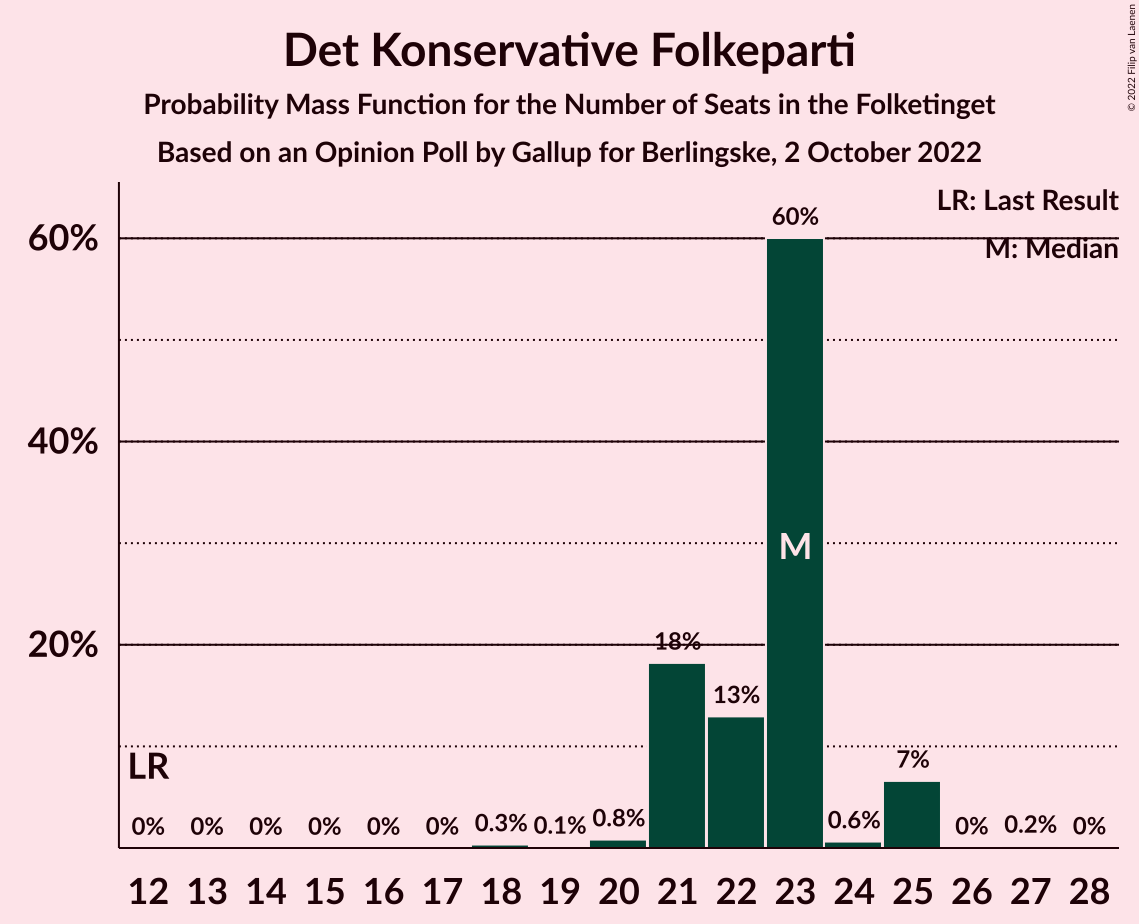 Det Konservative Folkeparti
Probability Mass Function for the Number of Seats in the Folketinget
Based on an Opinion Poll by Gallup for Berlingske, 2 October 2022
© 2022 Filip van Laenen
LR: Last Result
M: Median
60%
40%
20%
60%
M
18%
13%
7%
LR
0% 0% 0% 0% 0% 0% 0.3% 0.1% 0.8% 0.6% 0% 0.2% 0%
12 13 14 15 16 17 18 19 20 21 22 23 24 25 26 27 28